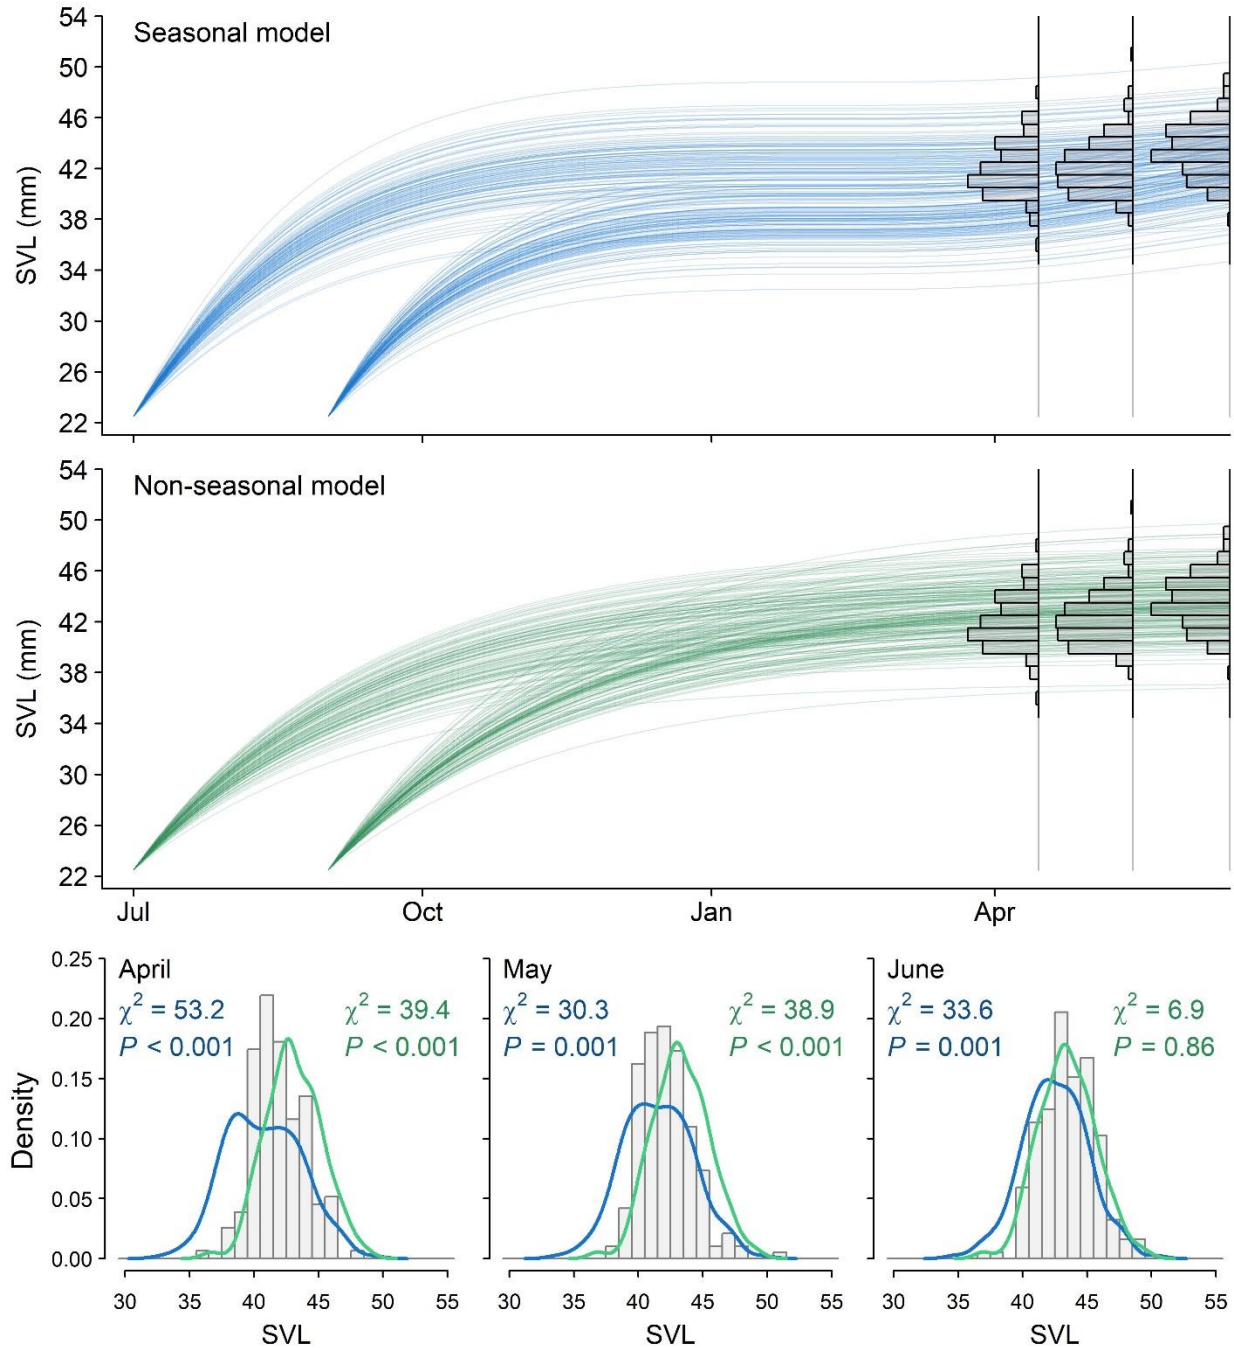 Seasonal model
54
50
46
42
38
34
30
26
22
SVL (mm)
Non-seasonal model
54
50
46
42
38
34
30
26
22
SVL (mm)
Jul Oct Jan Apr
Density
0.25
0.20
0.15
0.10
0.05
0.00
April
χ² = 53.2 χ² = 39.4
P < 0.001 P < 0.001
30 35 40 45 50 55
SVL
May
χ² = 30.3 χ² = 38.9
P = 0.001 P < 0.001
30 35 40 45 50 55
SVL
June
χ² = 33.6 χ² = 6.9
P = 0.001 P = 0.86
30 35 40 45 50 55
SVL